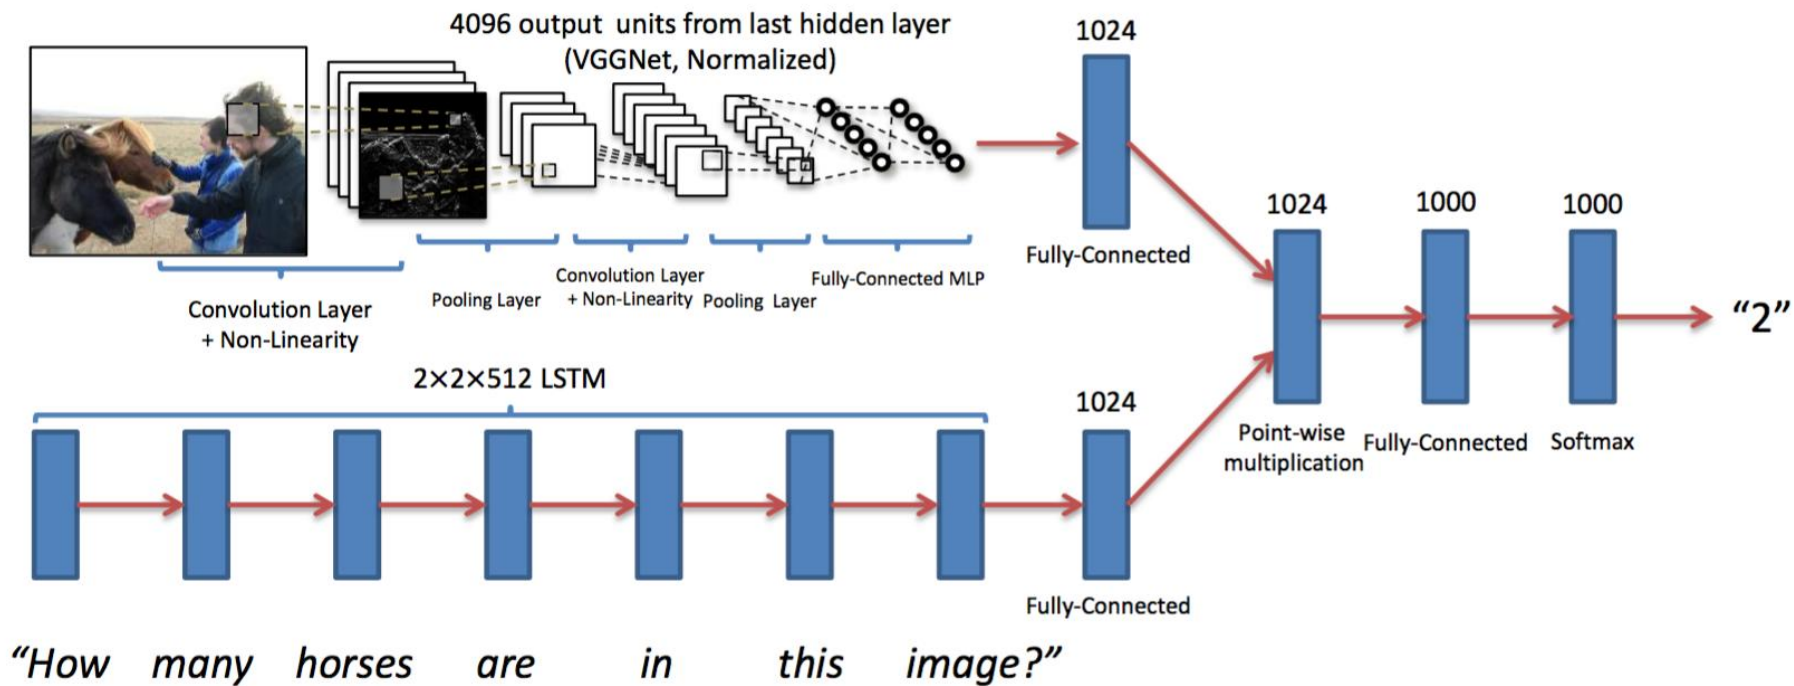 4096 output units from last hidden layer
(VGGNet, Normalized)
1024
Fully-Connected
Convolution Layer
+ Non-Linearity
Pooling Layer
Convolution Layer
+ Non-Linearity
Pooling Layer
Fully-Connected MLP
2×2×512 LSTM
1024
Fully-Connected
1024
Point-wise
multiplication
1000
Fully-Connected
1000
Softmax
“2”
“How many horses are in this image?”